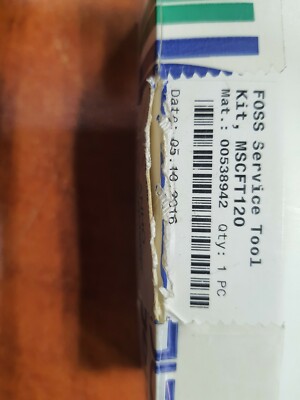 FOSS Service Tool
Kit, MSCFT120
Mat.: 00538942 Qty: 1 PC
Date: 05.10.2016